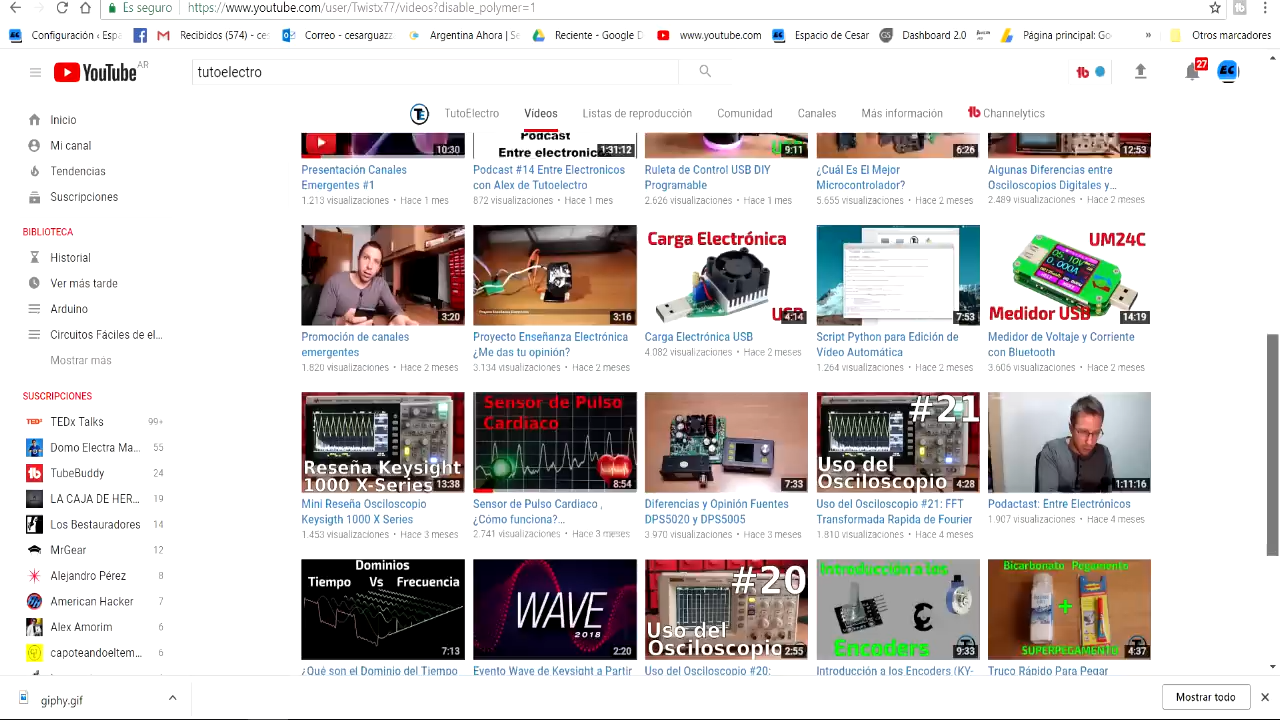 Es seguro https://www.youtube.com/user/Twistx77/videos?disable_polymer=1
Configuración ‹ Esp Recibidos (574) - ces Correo - cesarguazz Argentina Ahora | Se Reciente - Google D www.youtube.com Espacio de Cesar Dashboard 2.0 Página principal: Go » Otros marcadores
YouTube AR tutoelectro 27
TutoElectro Vídeos Listas de reproducción Comunidad Canales Más información Channelytics
Inicio
Mi canal
Tendencias
Suscripciones
BIBLIOTECA
Historial
Ver más tarde
Arduino
Circuitos Fáciles de el...
Mostrar más
SUSCRIPCIONES
TEDx Talks 99+
Domo Electra Ma... 55
TubeBuddy 24
LA CAJA DE HER... 19
Los Bestauradores 14
MrGear 12
Alejandro Pérez 8
American Hacker 7
Alex Amorim 6
capoteandoeltem... 6
10:30
Podcast
Entre electronicos
1:31:12
9:11
6:26
12:53
Presentación Canales
Emergentes #1
1.213 visualizaciones • Hace 1 mes
Podcast #14 Entre Electronicos
con Alex de Tutoelectro
872 visualizaciones • Hace 1 mes
Ruleta de Control USB DIY
Programable
2.626 visualizaciones • Hace 1 mes
¿Cuál Es El Mejor
Microcontrolador?
5.655 visualizaciones • Hace 2 meses
Algunas Diferencias entre
Osciloscopios Digitales y...
2.489 visualizaciones • Hace 2 meses
3:20
Proyecto Enseñanza Electrónica
3:16
Carga Electrónica
USB
4:14
7:53
UM24C
Medidor USB
14:19
Promoción de canales
emergentes
1.820 visualizaciones • Hace 2 meses
Proyecto Enseñanza Electrónica
¿Me das tu opinión?
3.134 visualizaciones • Hace 2 meses
Carga Electrónica USB
4.082 visualizaciones • Hace 2 meses
Script Python para Edición de
Vídeo Automática
1.264 visualizaciones • Hace 2 meses
Medidor de Voltaje y Corriente
con Bluetooth
3.606 visualizaciones • Hace 2 meses
Reseña Keysight
1000 X-Series
13:38
Sensor de Pulso
Cardiaco
8:54
7:33
#21
Uso del
Osciloscopio
4:28
1:11:16
Mini Reseña Osciloscopio
Keysigth 1000 X Series
1.453 visualizaciones • Hace 3 meses
Sensor de Pulso Cardiaco ,
¿Cómo funciona?...
2.741 visualizaciones • Hace 3 meses
Diferencias y Opinión Fuentes
DPS5020 y DPS5005
3.970 visualizaciones • Hace 3 meses
Uso del Osciloscopio #21: FFT
Transformada Rapida de Fourier
1.810 visualizaciones • Hace 4 meses
Podactast: Entre Electrónicos
1.907 visualizaciones • Hace 4 meses
Dominios
Tiempo Vs Frecuencia
7:13
WAVE
2018
2:20
#20
Uso del
Osciloscopio
2:55
Introducción a los
Encoders
9:33
Bicarbonato Pegamento
+
SUPERPEGAMENTO
4:37
¿Qué son el Dominio del Tiempo
Evento Wave de Keysight a Partir
Uso del Osciloscopio #20:
Introducción a los Encoders (KY-
Truco Rápido Para Pegar
giphy.gif
Mostrar todo